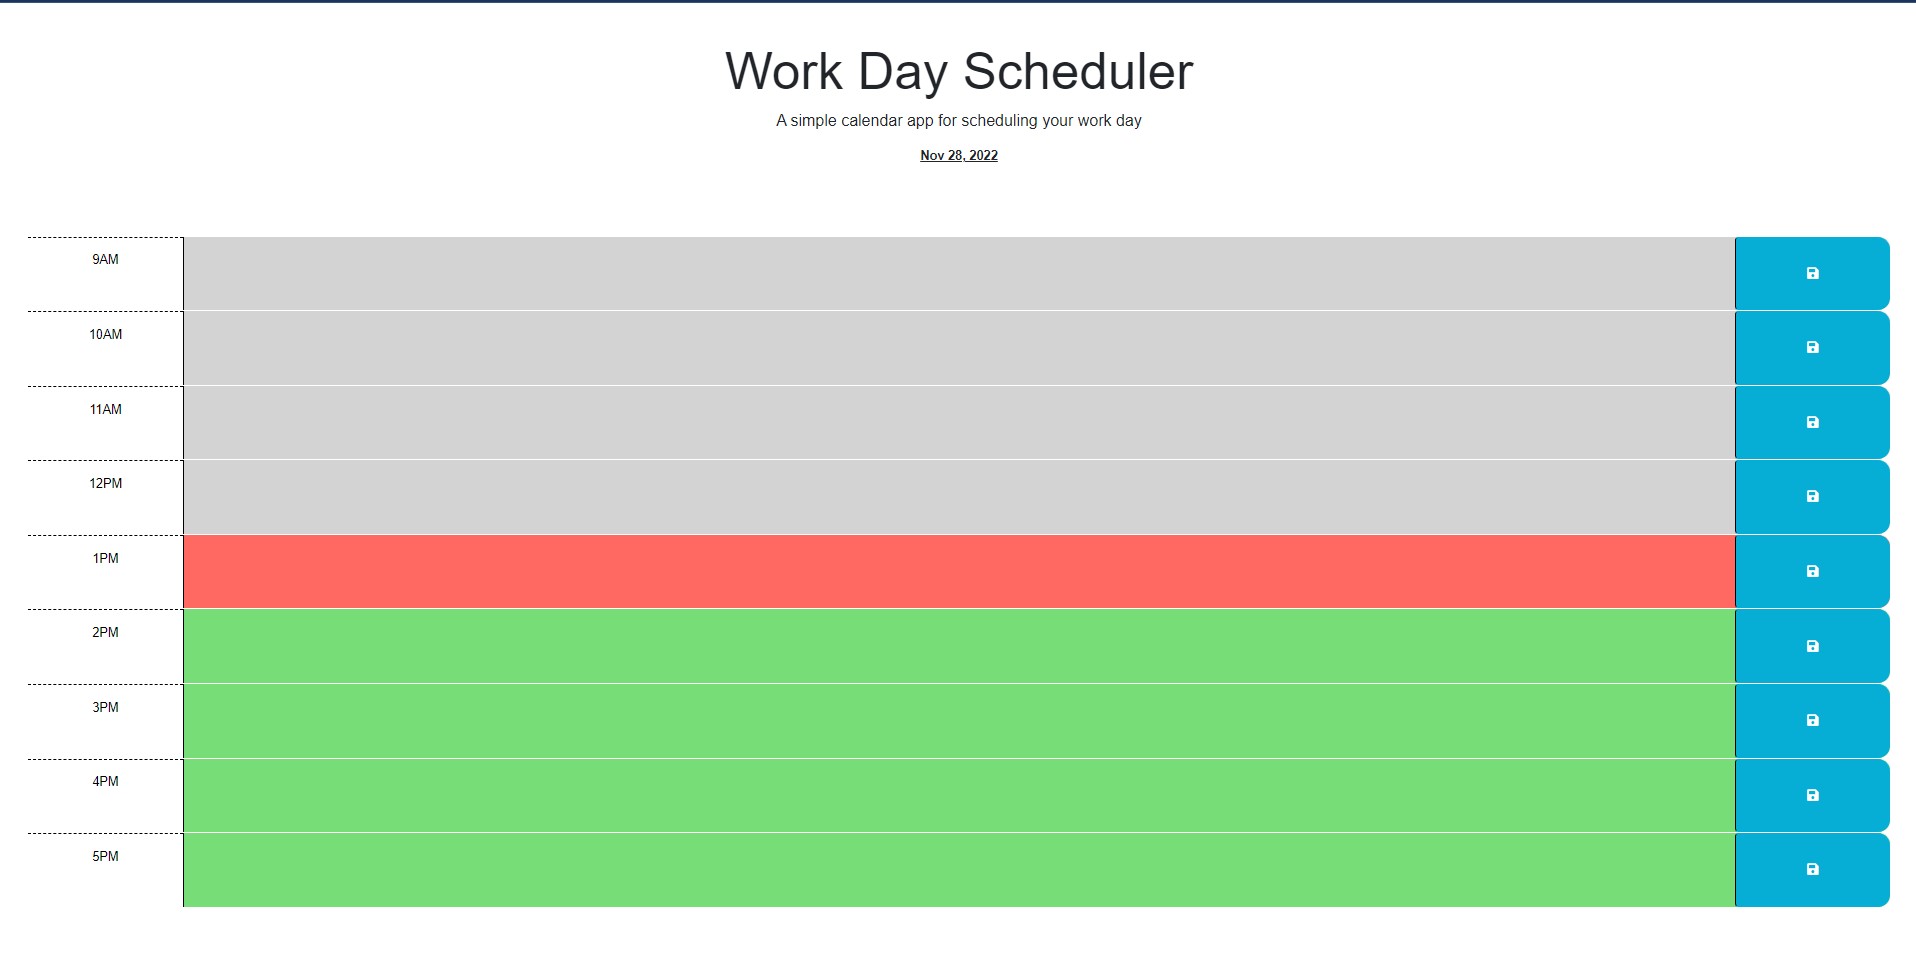 Work Day Scheduler
A simple calendar app for scheduling your work day
Nov 28, 2022
9AM
10AM
11AM
12PM
1PM
2PM
3PM
4PM
5PM